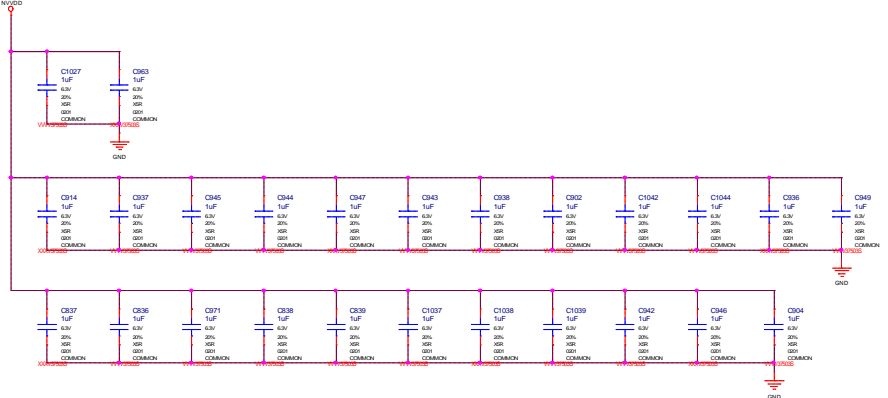 NVVDD
C1027
1uF
6.3V
20%
X5R
0201
COMMON
C963
1uF
6.3V
20%
X5R
0201
COMMON
GND
C914
1uF
6.3V
20%
X5R
0201
COMMON
C937
1uF
6.3V
20%
X5R
0201
COMMON
C945
1uF
6.3V
20%
X5R
0201
COMMON
C944
1uF
6.3V
20%
X5R
0201
COMMON
C947
1uF
6.3V
20%
X5R
0201
COMMON
C943
1uF
6.3V
20%
X5R
0201
COMMON
C938
1uF
6.3V
20%
X5R
0201
COMMON
C902
1uF
6.3V
20%
X5R
0201
COMMON
C1042
1uF
6.3V
20%
X5R
0201
COMMON
C1044
1uF
6.3V
20%
X5R
0201
COMMON
C936
1uF
6.3V
20%
X5R
0201
COMMON
C949
1uF
6.3V
20%
X5R
0201
COMMON
GND
C837
1uF
6.3V
20%
X5R
0201
COMMON
C836
1uF
6.3V
20%
X5R
0201
COMMON
C971
1uF
6.3V
20%
X5R
0201
COMMON
C838
1uF
6.3V
20%
X5R
0201
COMMON
C839
1uF
6.3V
20%
X5R
0201
COMMON
C1037
1uF
6.3V
20%
X5R
0201
COMMON
C1038
1uF
6.3V
20%
X5R
0201
COMMON
C1039
1uF
6.3V
20%
X5R
0201
COMMON
C942
1uF
6.3V
20%
X5R
0201
COMMON
C946
1uF
6.3V
20%
X5R
0201
COMMON
C904
1uF
6.3V
20%
X5R
0201
COMMON
GND